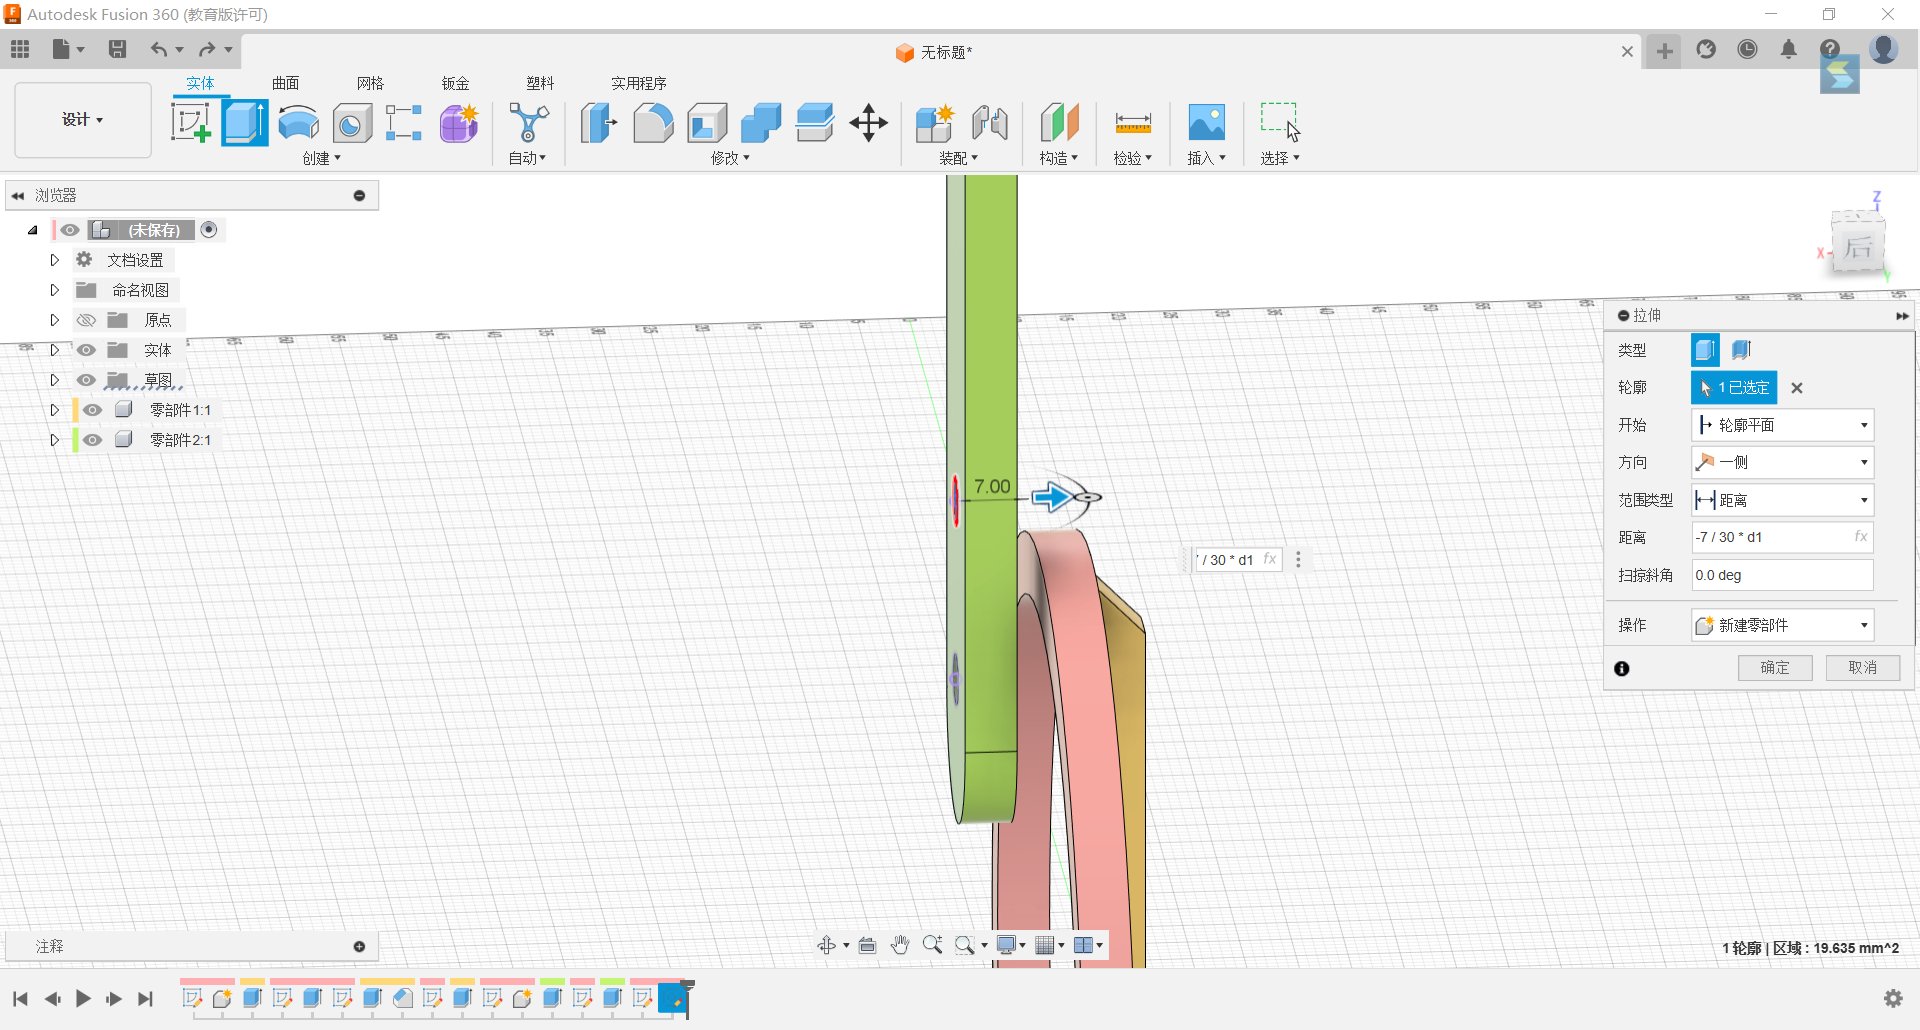 Autodesk Fusion 360 (教育版许可)
无标题*
设计
实体 曲面 网格 钣金 塑料 实用程序
创建 自动 修改 装配 构造 检验 插入 选择
浏览器
(未保存)
文档设置
命名视图
原点
实体
草图
零部件1:1
零部件2:1
Z
后
X
Y
7.00
/ 30 * d1 fx
拉伸
类型
轮廓 1 已选定
开始 轮廓平面
方向 一侧
范围类型 距离
距离 -7 / 30 * d1 fx
扫掠斜角 0.0 deg
操作 新建零部件
确定 取消
注释
1 轮廓 | 区域 : 19.635 mm^2